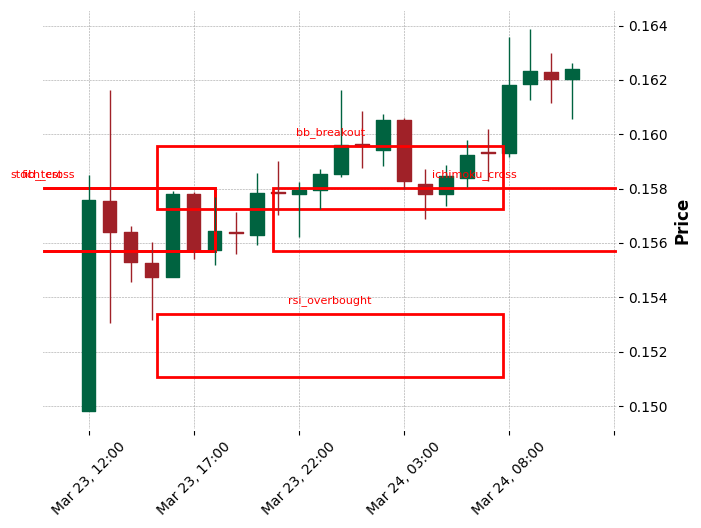 0.164
0.162
0.160
0.158
0.156
0.154
0.152
0.150
Price
bb_breakout
ichimoku_cross
rsi_overbought
Mar 23, 12:00
Mar 23, 17:00
Mar 23, 22:00
Mar 24, 03:00
Mar 24, 08:00